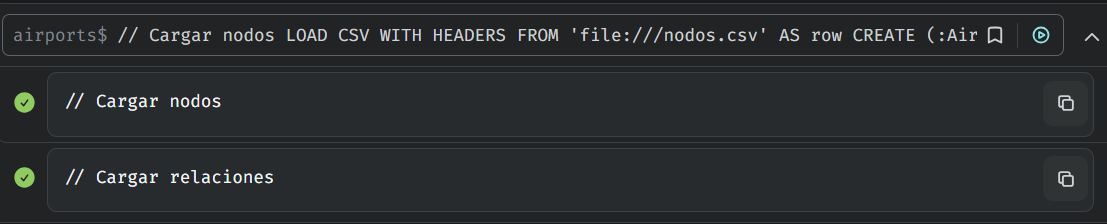 airports$ // Cargar nodos LOAD CSV WITH HEADERS FROM 'file:///nodos.csv' AS row CREATE (:Air
// Cargar nodos
// Cargar relaciones